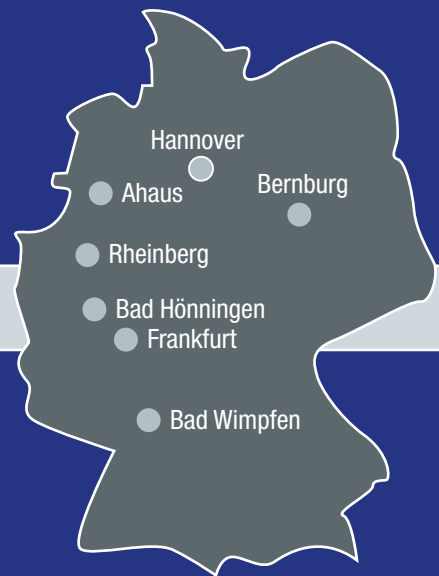 Hannover
Bernburg
Ahaus
Rheinberg
Bad Hönningen
Frankfurt
Bad Wimpfen